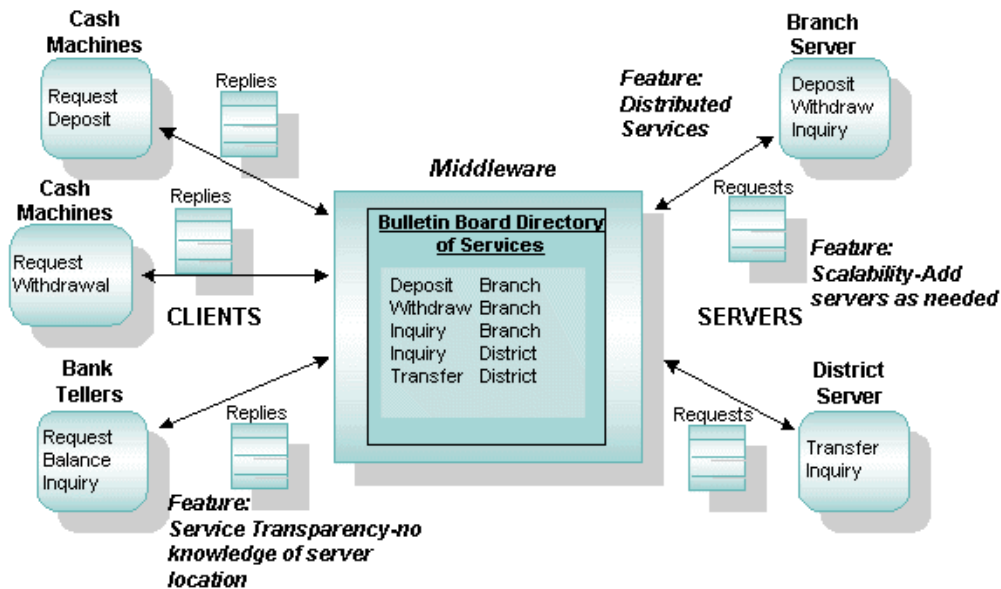 Cash
Machines
Request
Deposit
Replies
Cash
Machines
Request
Withdrawal
Replies
CLIENTS
Bank
Tellers
Request
Balance
Inquiry
Replies
Feature:
Service Transparency-no
knowledge of server
location
Middleware
Bulletin Board Directory
of Services
Deposit Branch
Withdraw Branch
Inquiry Branch
Inquiry District
Transfer District
Feature:
Distributed
Services
Branch
Server
Deposit
Withdraw
Inquiry
Requests
Feature:
Scalability-Add
servers as needed
SERVERS
District
Server
Requests
Transfer
Inquiry